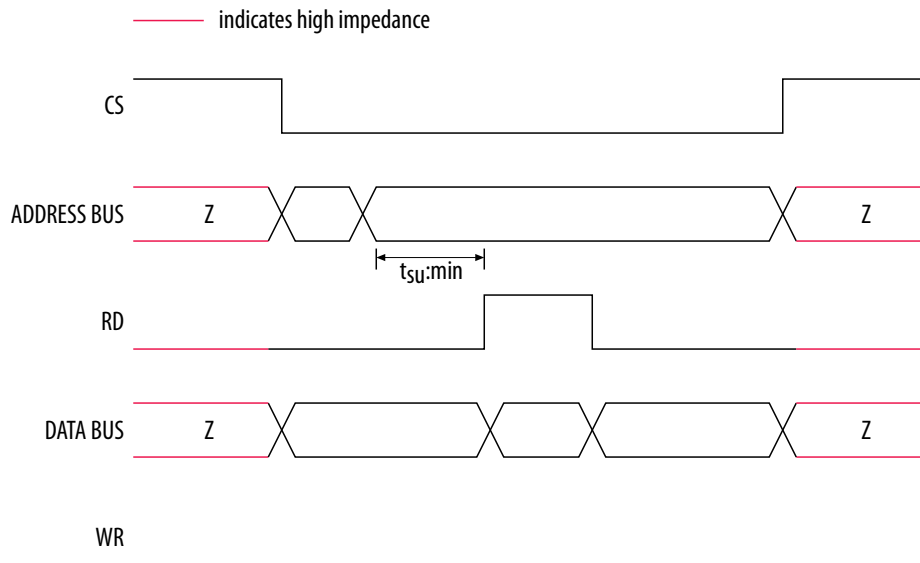 indicates high impedance
CS
ADDRESS BUS Z Z
tsu:min
RD
DATA BUS Z Z
WR